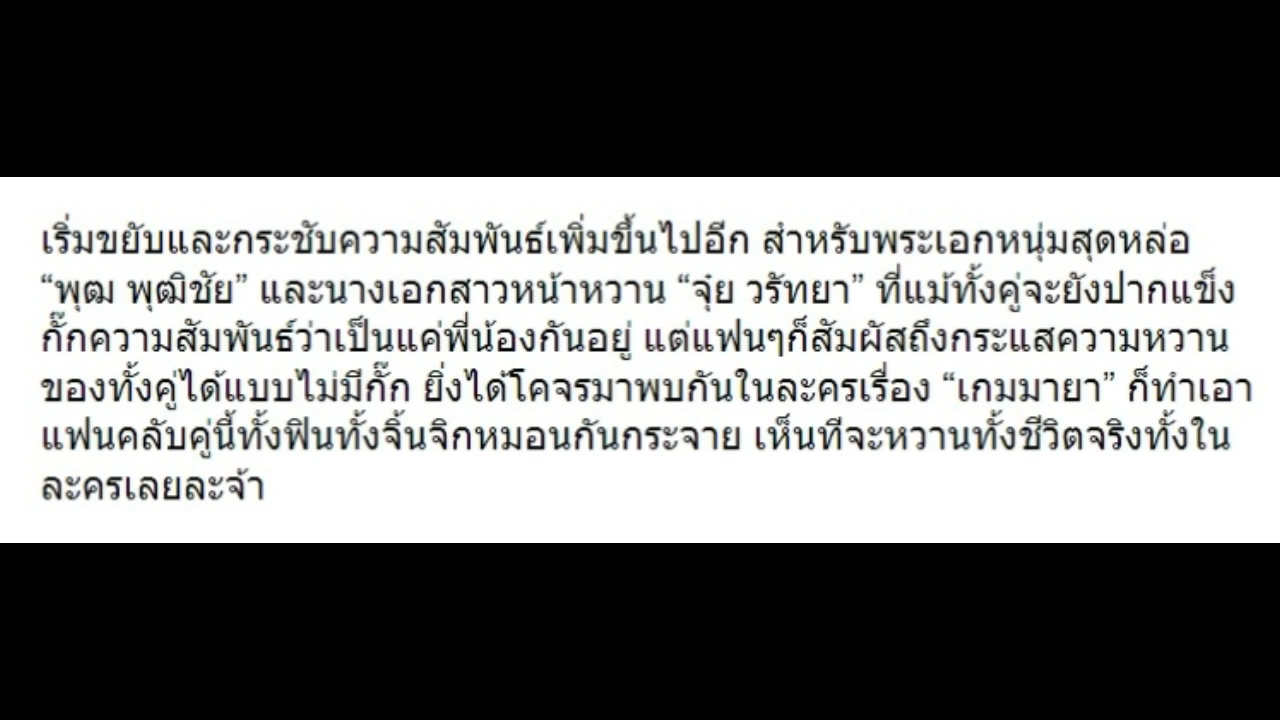 เริ่มขยับและกระชับความสัมพันธ์เพิ่มขึ้นไปอีก สำหรับพระเอกหนุ่มสุดหล่อ
“พุฒ พุฒิชัย” และนางเอกสาวหน้าหวาน “จุ๋ย วรัทยา” ที่แม้ทั้งคู่จะยังปากแข็ง
กั๊กความสัมพันธ์ว่าเป็นแค่พี่น้องกันอยู่ แต่แฟนๆก็สัมผัสถึงกระแสความหวาน
ของทั้งคู่ได้แบบไม่มีกั๊ก ยิ่งได้โคจรมาพบกันในละครเรื่อง “เกมมายา” ก็ทำเอา
แฟนคลับคู่นี้ทั้งฟินทั้งจิ้นจิกหมอนกันกระจาย เห็นทีจะหวานทั้งชีวิตจริงทั้งใน
ละครเลยละจ้า